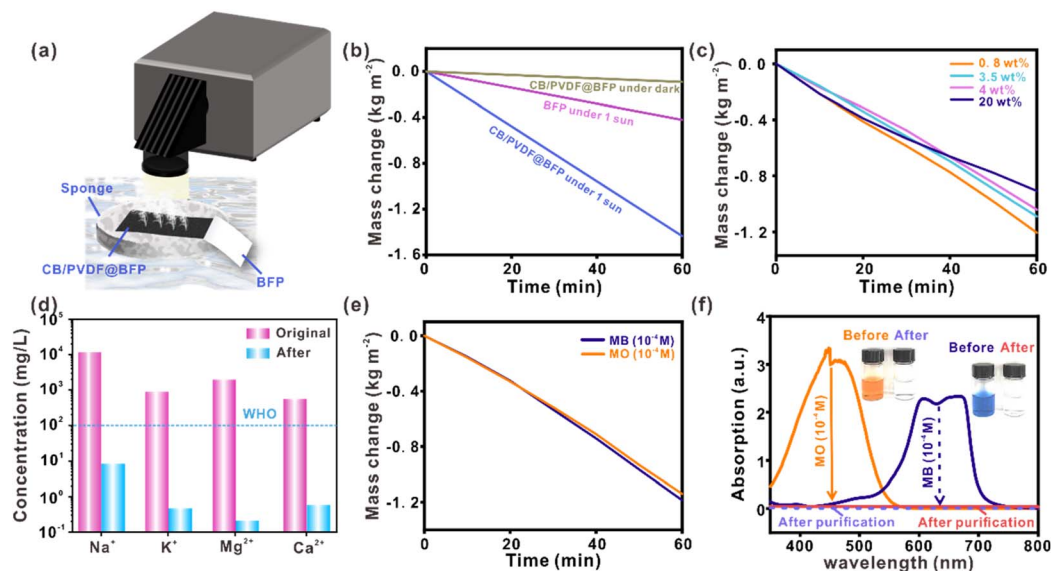 (a)
Sponge
CB/PVDF@BFP
BFP
(b)
Mass change (kg m⁻²)
0.0
-0.4
-0.8
-1.2
-1.6
CB/PVDF@BFP under dark
BFP under 1 sun
CB/PVDF@BFP under 1 sun
0
20
40
60
Time (min)
(c)
Mass change (kg m⁻²)
0.0
-0.4
-0.8
-1.2
0.8 wt%
3.5 wt%
4 wt%
20 wt%
0
20
40
60
Time (min)
(d)
Concentration (mg/L)
10⁵
10⁴
10³
10²
10¹
10⁰
10⁻¹
Original
After
WHO
Na⁺
K⁺
Mg²⁺
Ca²⁺
(e)
Mass change (kg m⁻²)
0.0
-0.4
-0.8
-1.2
MB (10⁻⁴M)
MO (10⁻⁴M)
0
20
40
60
Time (min)
(f)
Absorption (a.u.)
4
3
2
1
0
Before After
Before After
MO (10⁻⁴M)
MB (10⁻⁴M)
After purification
After purification
400
500
600
700
800
wavelength (nm)